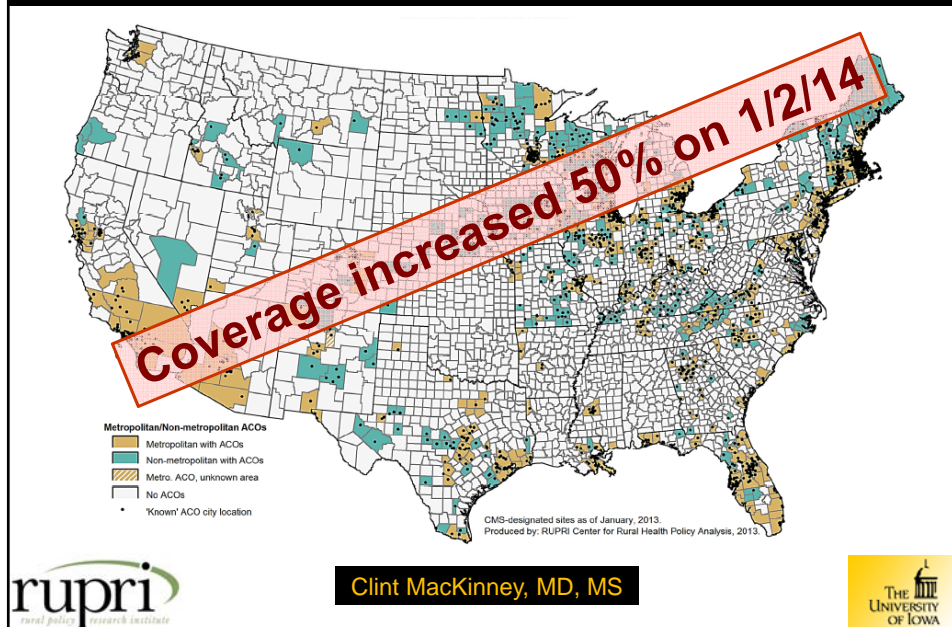 Coverage increased 50% on 1/2/14
Metropolitan/Non-metropolitan ACOs
Metropolitan with ACOs
Non-metropolitan with ACOs
Metro. ACO, unknown area
No ACOs
'Known' ACO city location
CMS-designated sites as of January, 2013.
Produced by: RUPRI Center for Rural Health Policy Analysis, 2013.
rupri
rural policy research institute
Clint MacKinney, MD, MS
THE
UNIVERSITY
OF IOWA